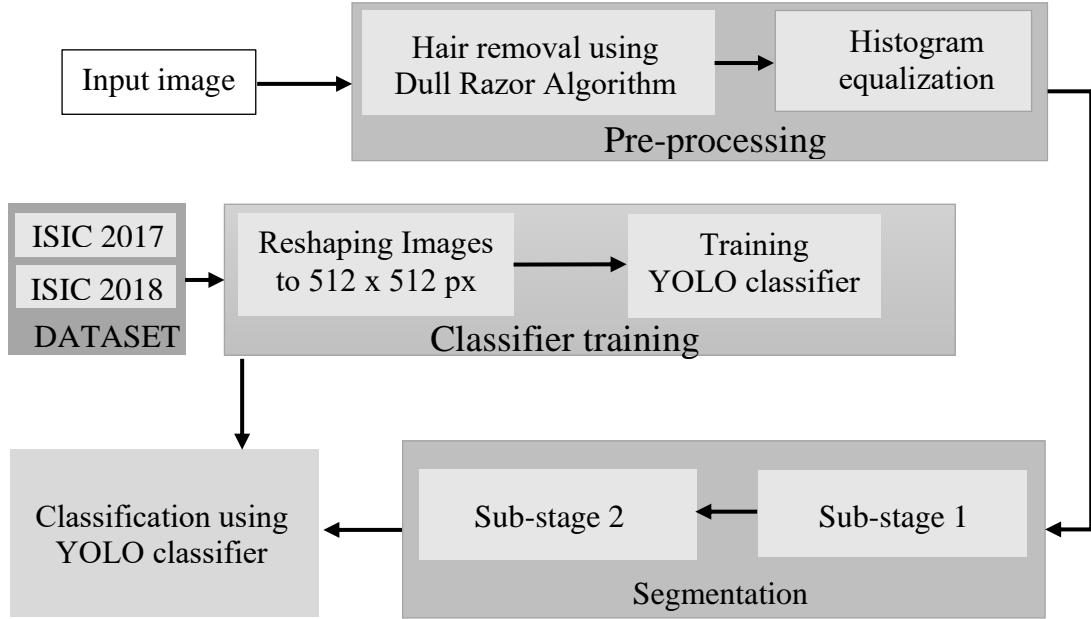 Input image
Hair removal using
Dull Razor Algorithm
Histogram
equalization
Pre-processing
ISIC 2017
ISIC 2018
DATASET
Reshaping Images
to 512 x 512 px
Training
YOLO classifier
Classifier training
Classification using
YOLO classifier
Sub-stage 2
Sub-stage 1
Segmentation